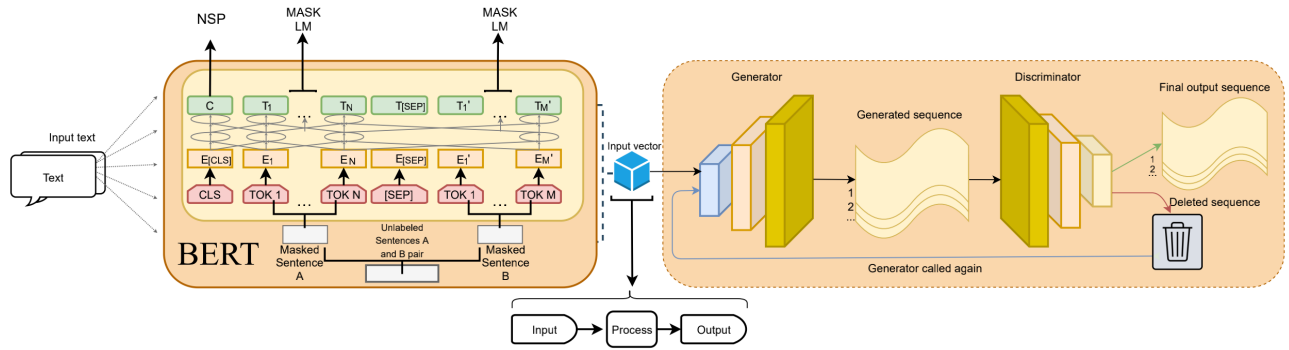 NSP
MASK
LM
MASK
LM
Input text
Text
C
T1
...
TN
T[SEP]
T1'
...
TM'
E[CLS]
E1
EN
E[SEP]
E1'
EM'
CLS
TOK 1
...
TOK N
[SEP]
TOK 1
...
TOK M
BERT
Masked
Sentence
A
Unlabeled
Sentences A
and B pair
Masked
Sentence
B
Input vector
Input
Process
Output
Generator
Generated sequence
1
2
...
Discriminator
Final output sequence
1
2
...
Deleted sequence
Generator called again